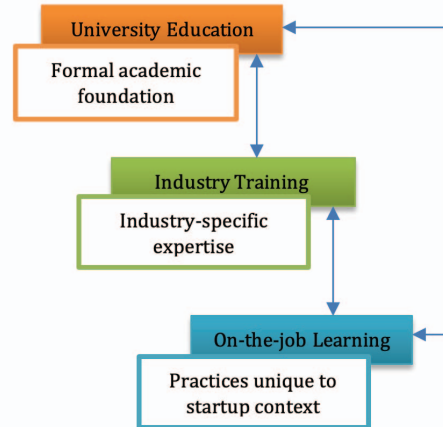 University Education
Formal academic
foundation
Industry Training
Industry-specific
expertise
On-the-job Learning
Practices unique to
startup context